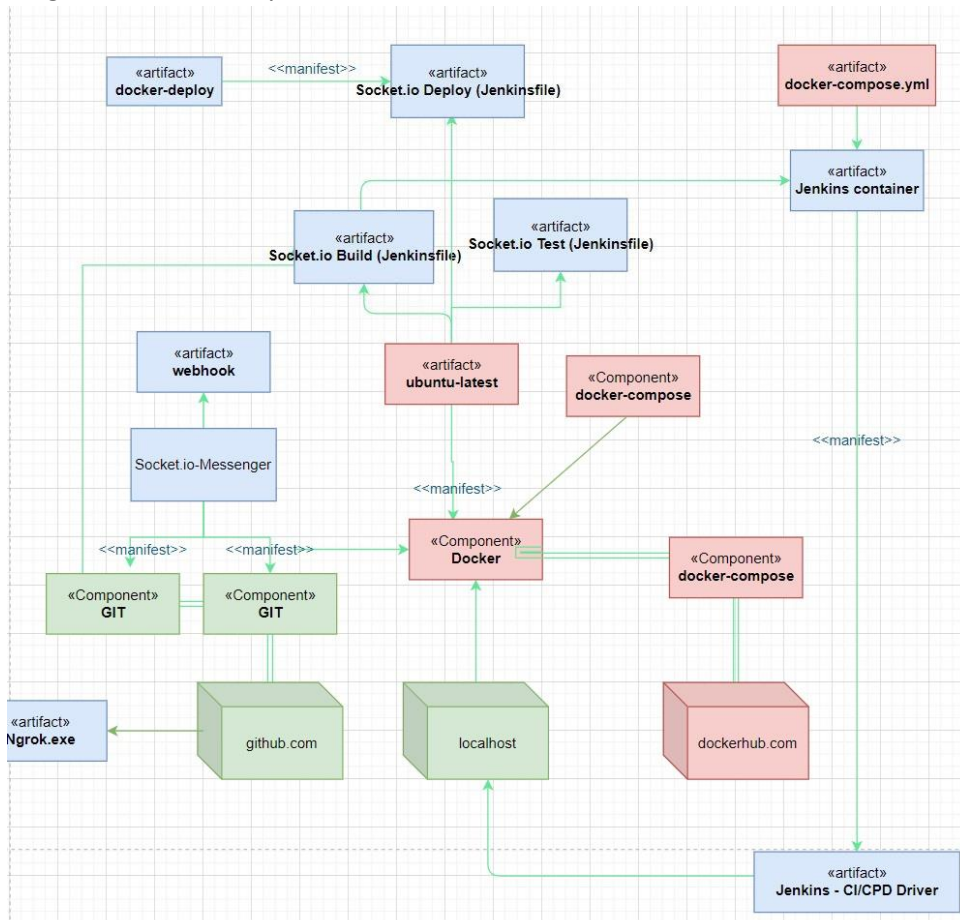 «artifact»
docker-deploy
<<manifest>>
«artifact»
Socket.io Deploy (Jenkinsfile)
«artifact»
docker-compose.yml
«artifact»
Jenkins container
«artifact»
Socket.io Build (Jenkinsfile)
«artifact»
Socket.io Test (Jenkinsfile)
«artifact»
webhook
«artifact»
ubuntu-latest
«Component»
docker-compose
<<manifest>>
Socket.io-Messenger
<<manifest>>
<<manifest>>
<<manifest>>
«Component»
Docker
«Component»
docker-compose
«Component»
GIT
«Component»
GIT
«artifact»
Ngrok.exe
github.com
localhost
dockerhub.com
«artifact»
Jenkins - CI/CPD Driver